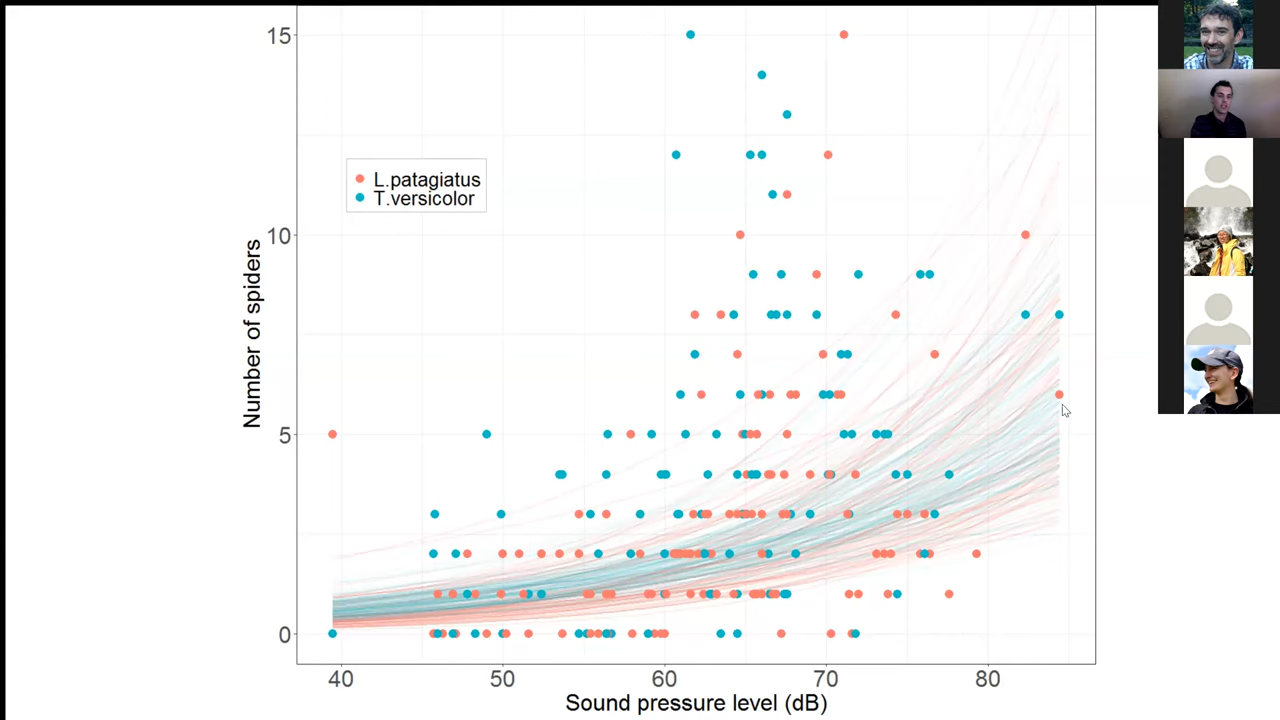 15
10
5
0
Number of spiders
L.patagiatus
T.versicolor
40 50 60 70 80
Sound pressure level (dB)